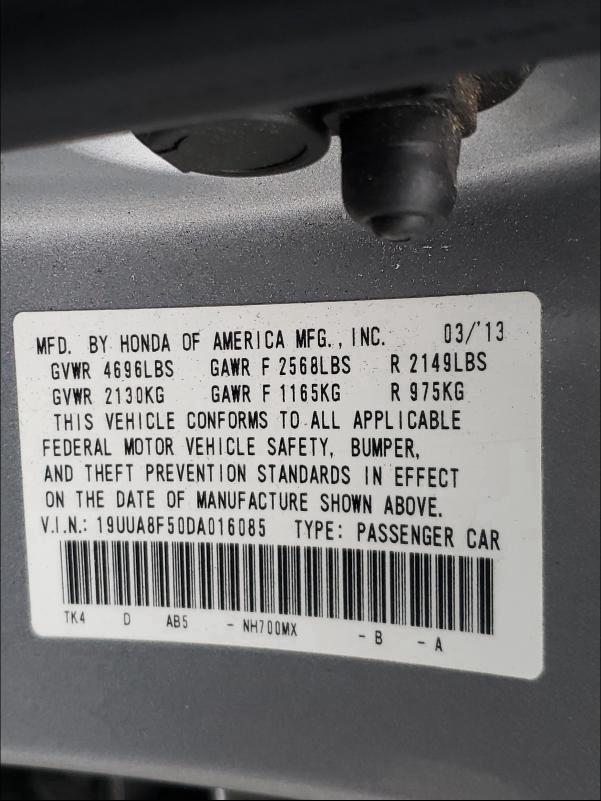 MFD. BY HONDA OF AMERICA MFG., INC. 03/'13
GVWR 4696LBS GAWR F 2568LBS R 2149LBS
GVWR 2130KG GAWR F 1165KG R 975KG
THIS VEHICLE CONFORMS TO ALL APPLICABLE
FEDERAL MOTOR VEHICLE SAFETY, BUMPER,
AND THEFT PREVENTION STANDARDS IN EFFECT
ON THE DATE OF MANUFACTURE SHOWN ABOVE.
V.I.N.: 19UUA8F50DA016085 TYPE: PASSENGER CAR
TK4 D AB5 - NH700MX - B - A